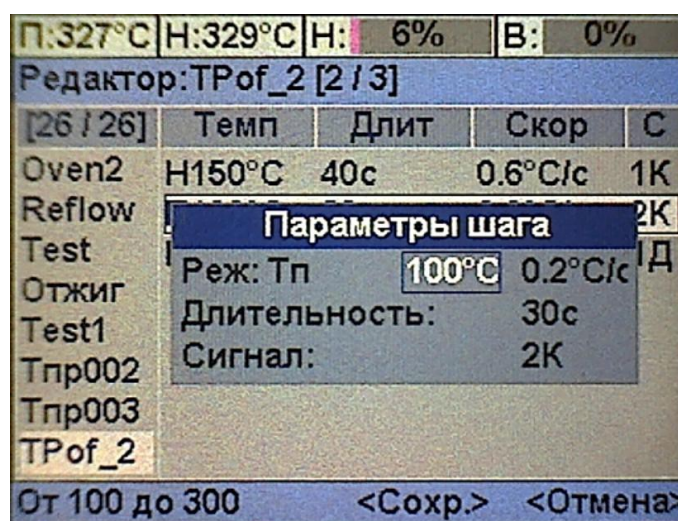 П:327°C Н:329°C Н: 6% В: 0%
Редактор:TPof_2 [2 / 3]
[26 / 26] Темп Длит Скор С
Oven2 Н150°C 40с 0.6°C/с 1К
Reflow 2К
Параметры шага
Test Д
Реж: Тп 100°C 0.2°C/с
Отжиг
Длительность: 30с
Test1
Сигнал: 2К
Тпр002
Тпр003
TPof_2
От 100 до 300 <Сохр.> <Отмена>